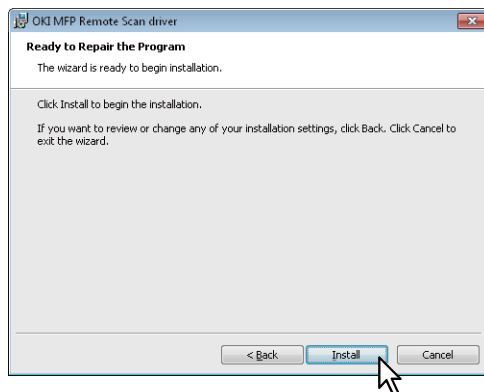 OKI MFP Remote Scan driver
Ready to Repair the Program
The wizard is ready to begin installation.
Click Install to begin the installation.
If you want to review or change any of your installation settings, click Back. Click Cancel to
exit the wizard.
< Back Install Cancel